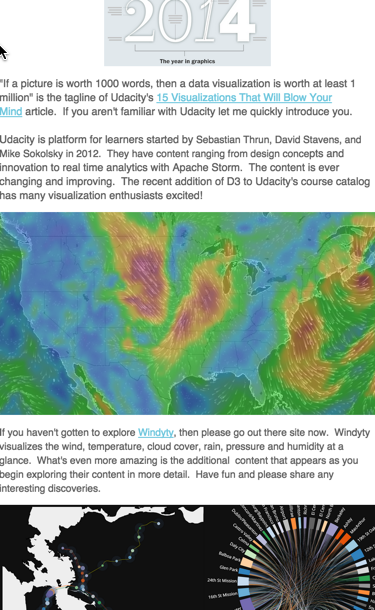 2014
The year in graphics
"If a picture is worth 1000 words, then a data visualization is worth at least 1
million" is the tagline of Udacity's 15 Visualizations That Will Blow Your
Mind article.  If you aren't familiar with Udacity let me quickly introduce you.
Udacity is platform for learners started by Sebastian Thrun, David Stavens, and
Mike Sokolsky in 2012.  They have content ranging from design concepts and
innovation to real time analytics with Apache Storm.  The content is ever
changing and improving.  The recent addition of D3 to Udacity's course catalog
has many visualization enthusiasts excited!
If you haven't gotten to explore Windyty, then please go out there site now.  Windyty
visualizes the wind, temperature, cloud cover, rain, pressure and humidity at a
glance.  What's even more amazing is the additional  content that appears as you
begin exploring their content in more detail.  Have fun and please share any
interesting discoveries.
Colma
Daly City
Balboa Park
Glen Park
24th St Mission
16th St Mission